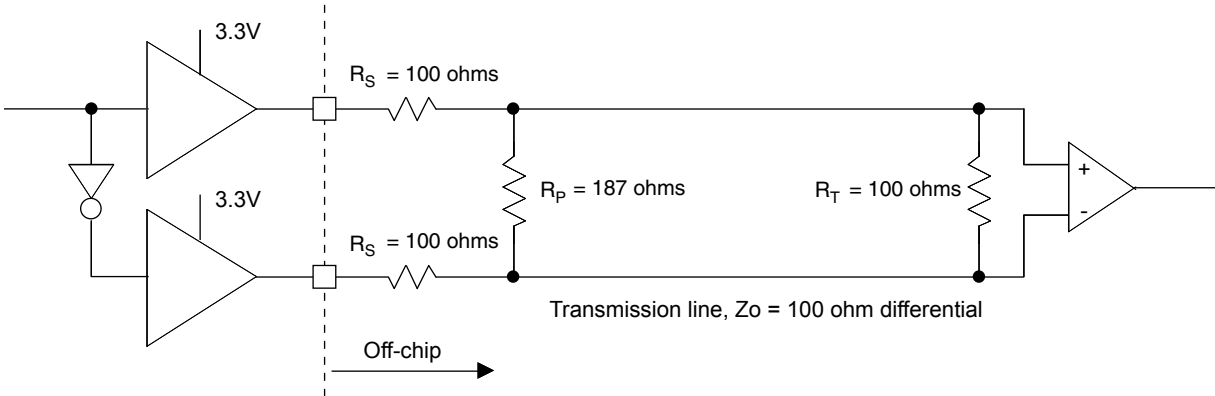 3.3V
R_S = 100 ohms
R_P = 187 ohms
R_T = 100 ohms
+
-
3.3V
R_S = 100 ohms
Transmission line, Zo = 100 ohm differential
Off-chip